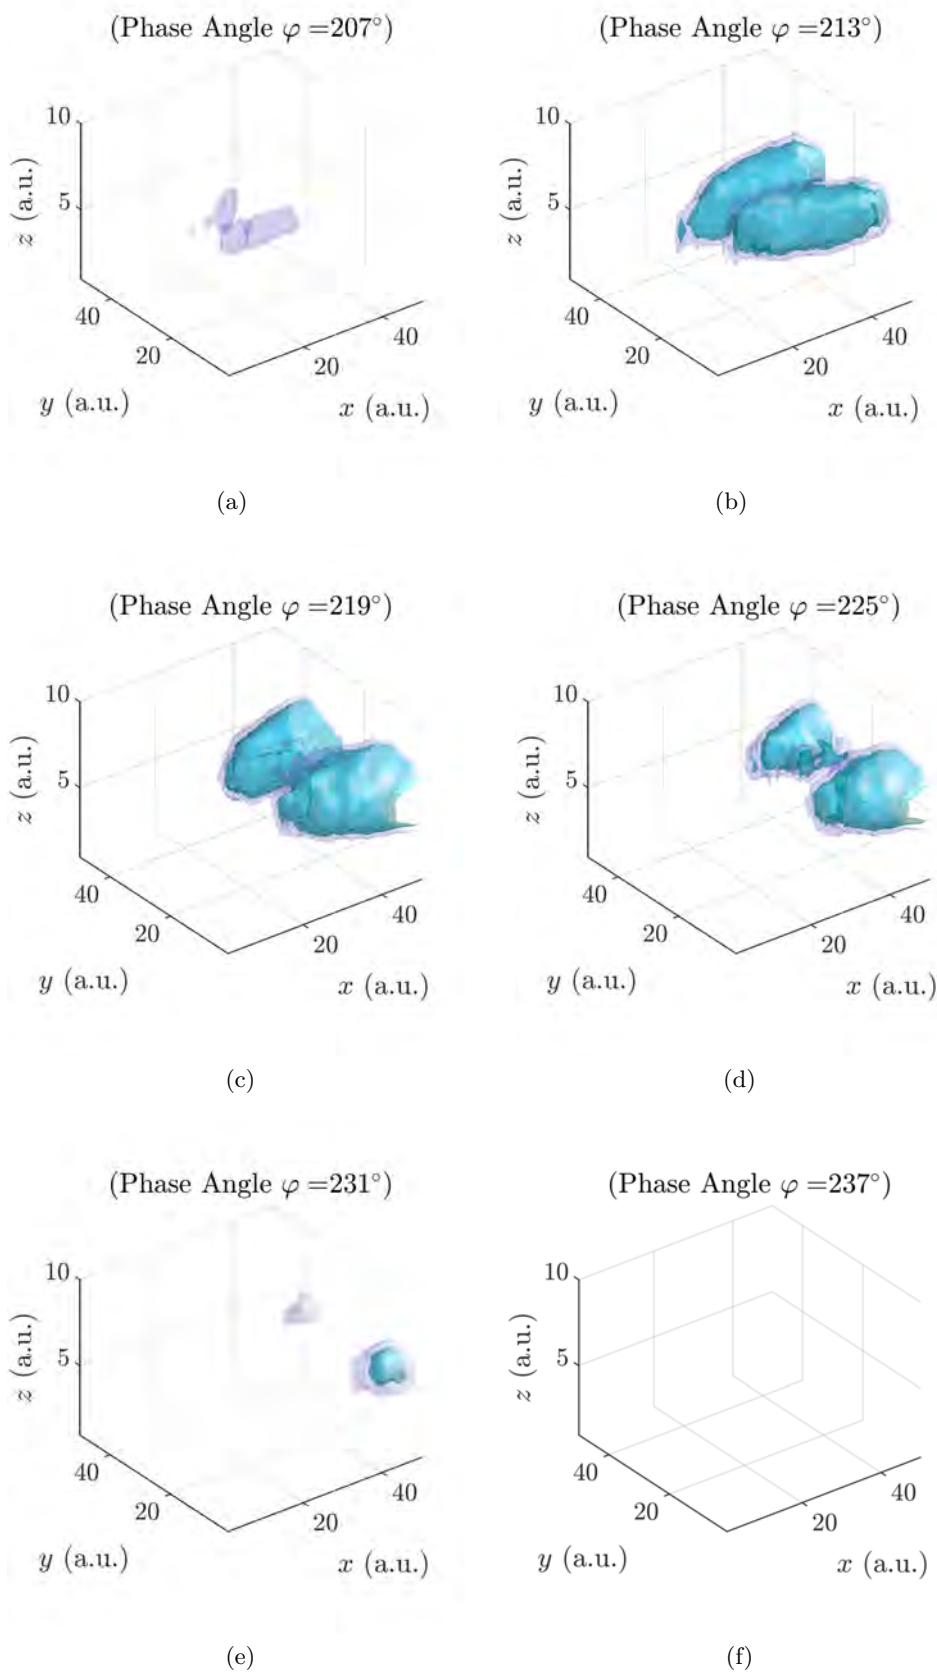 (Phase Angle φ =207°) (Phase Angle φ =213°)
10 10
z (a.u.) z (a.u.)
5 5
40 40 40 40
20 20 20 20
y (a.u.) x (a.u.) y (a.u.) x (a.u.)
(a) (b)
(Phase Angle φ =219°) (Phase Angle φ =225°)
10 10
z (a.u.) z (a.u.)
5 5
40 40 40 40
20 20 20 20
y (a.u.) x (a.u.) y (a.u.) x (a.u.)
(c) (d)
(Phase Angle φ =231°) (Phase Angle φ =237°)
10 10
z (a.u.) z (a.u.)
5 5
40 40 40 40
20 20 20 20
y (a.u.) x (a.u.) y (a.u.) x (a.u.)
(e) (f)